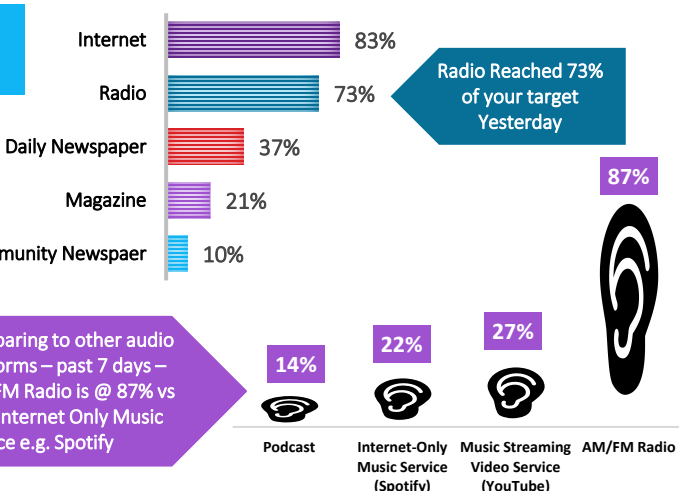 Internet
83%
Radio
73%
Radio Reached 73%
of your target
Yesterday
Daily Newspaper
37%
Magazine
21%
munity Newspaer
10%
87%
paring to other audio
orms – past 7 days –
FM Radio is @ 87% vs
nternet Only Music
ce e.g. Spotify
14%
22%
27%
Podcast
Internet-Only
Music Service
(Spotify)
Music Streaming
Video Service
(YouTube)
AM/FM Radio